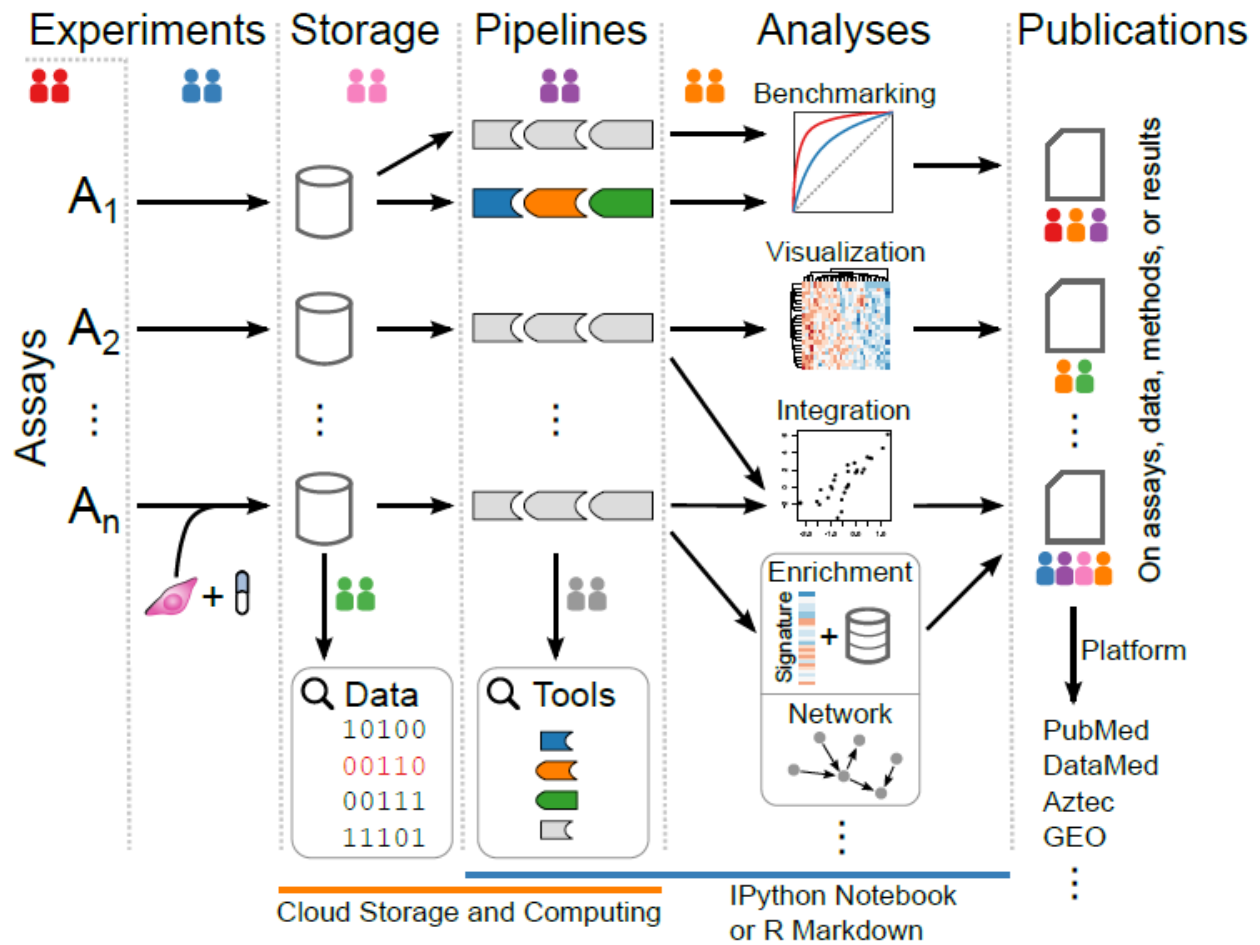 Experiments
Storage
Pipelines
Analyses
Publications
Assays
A1
A2
⋮
An
+
Benchmarking
Visualization
Integration
Enrichment
Signature
+
Network
⋮
Data
10100
00110
00111
11101
Tools
On assays, data, methods, or results
Platform
PubMed
DataMed
Aztec
GEO
⋮
Cloud Storage and Computing
IPython Notebook
or R Markdown